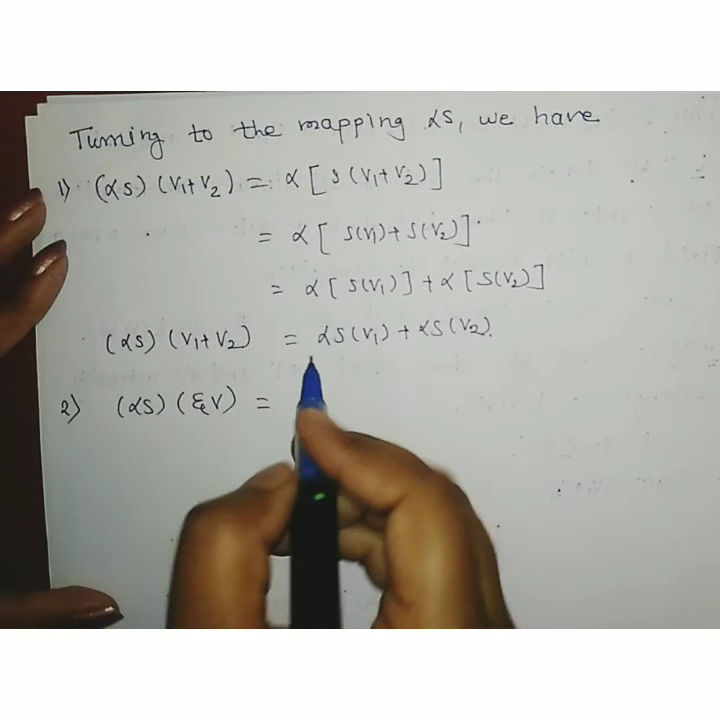 Turning to the mapping αS, we have
1) (αS) (V₁+V₂) = α[S(V₁+V₂)]
= α[S(V₁)+S(V₂)]
= α[S(V₁)]+α[S(V₂)]
(αS) (V₁+V₂) = αS(V₁)+αS(V₂).
2) (αS) (ξV) =